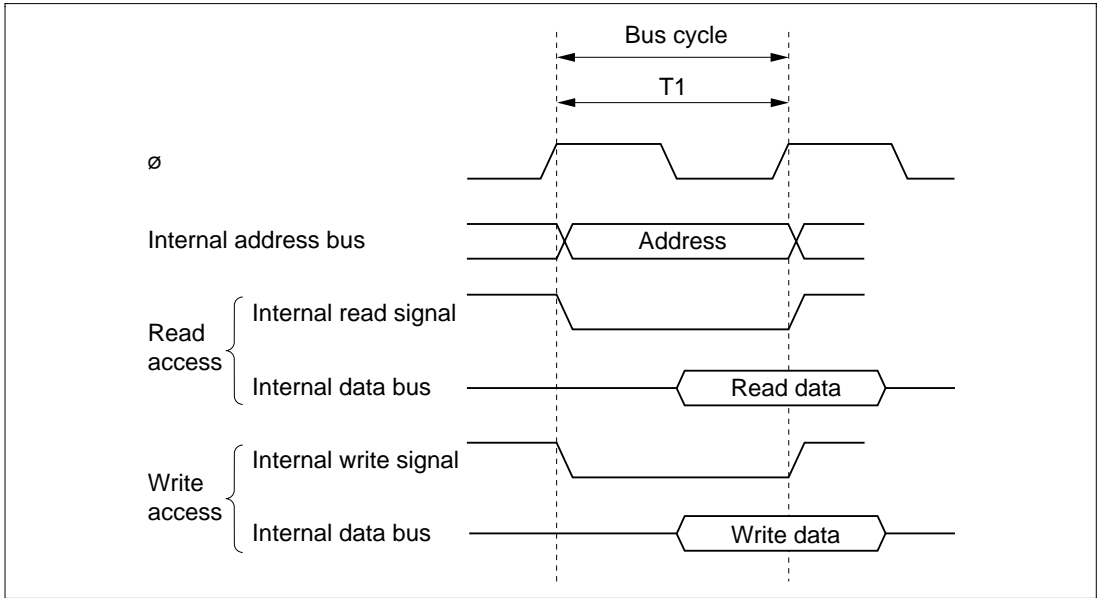 Bus cycle
T1
ø
Internal address bus
Address
Read
access
Internal read signal
Internal data bus
Read data
Write
access
Internal write signal
Internal data bus
Write data